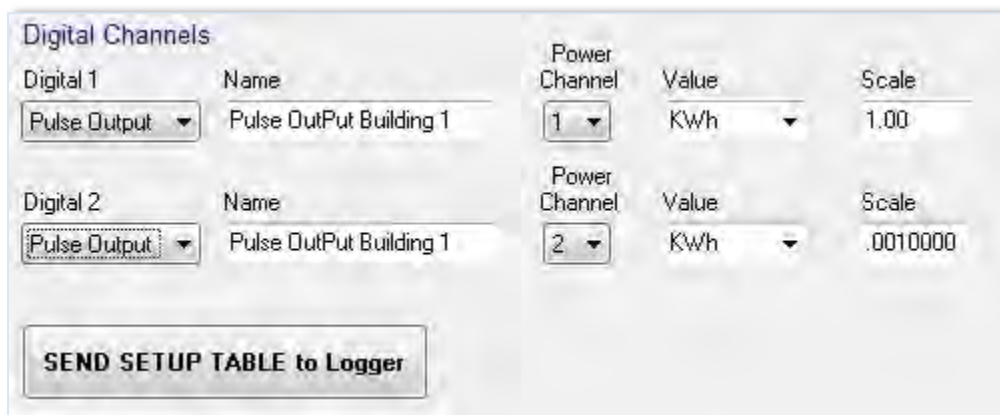 Digital Channels
Digital 1 Name Power Channel Value Scale
Pulse Output Pulse OutPut Building 1 1 KWh 1.00
Digital 2 Name Power Channel Value Scale
Pulse Output Pulse OutPut Building 1 2 KWh .0010000
SEND SETUP TABLE to Logger